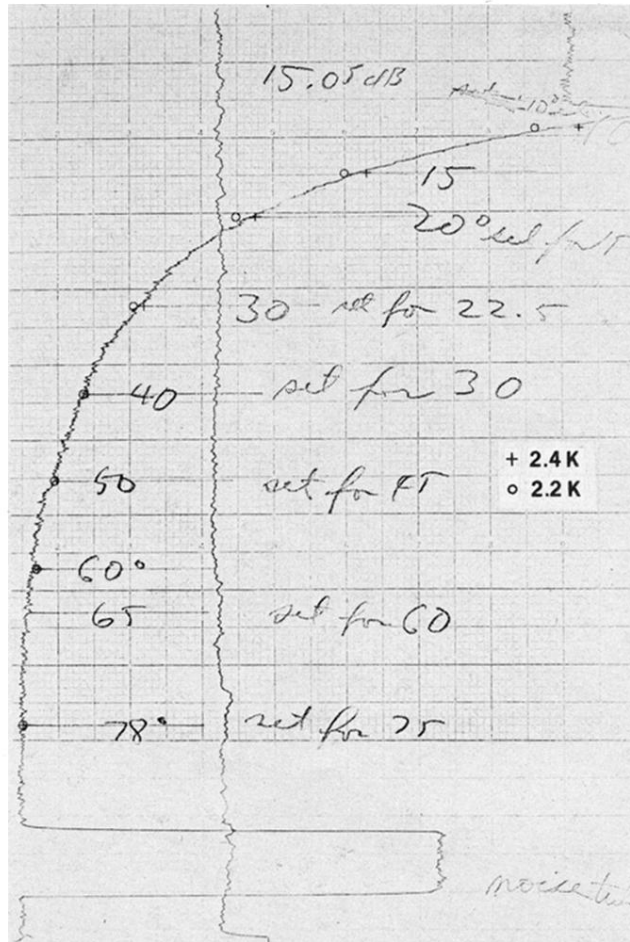 15.05 dB
10°
15
20° set for 15
30 - set for 22.5
40 set for 30
+ 2.4 K
50 set for 45
o 2.2 K
60°
65 set for 60
78° set for 75
noise